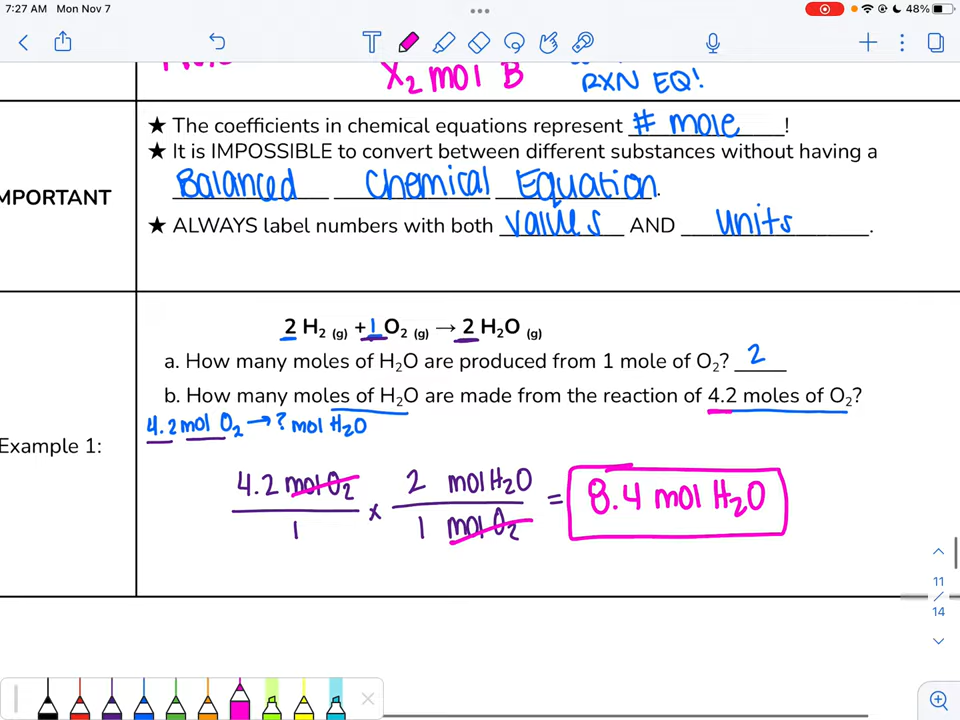 7:27 AM Mon Nov 7 48%
X₂ mol B RXN EQ!
★ The coefficients in chemical equations represent # mole !
★ It is IMPOSSIBLE to convert between different substances without having a
Balanced Chemical Equation.
MPORTANT
★ ALWAYS label numbers with both values AND units.
2 H₂ (g) + 1 O₂ (g) → 2 H₂O (g)
a. How many moles of H₂O are produced from 1 mole of O₂? 2
b. How many moles of H₂O are made from the reaction of 4.2 moles of O₂?
4.2 mol O₂ → ? mol H₂O
Example 1:
4.2 mol O₂ 2 mol H₂O
x = 8.4 mol H₂O
1 1 mol O₂
11
/
14